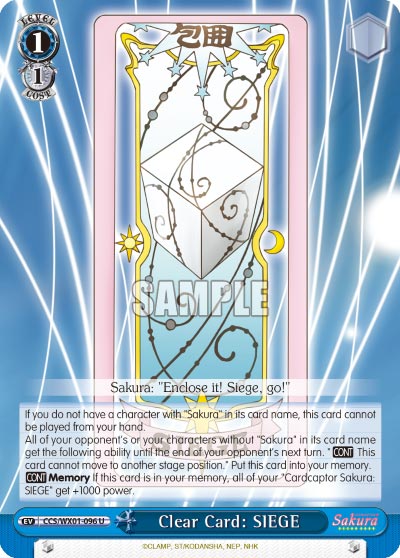 LEVEL
1
1
COST
包囲
SAMPLE
SIEGE
Sakura: "Enclose it! Siege, go!"
If you do not have a character with "Sakura" in its card name, this card cannot
be played from your hand.
All of your opponent's or your characters without "Sakura" in its card name
get the following ability until the end of your opponent's next turn. " CONT This
card cannot move to another stage position." Put this card into your memory.
CONT Memory If this card is in your memory, all of your "Cardcaptor Sakura:
SIEGE" get +1000 power.
EV CCS/WX01-096 U
Clear Card: SIEGE
Sakura
©CLAMP, ST/KODANSHA, NEP, NHK